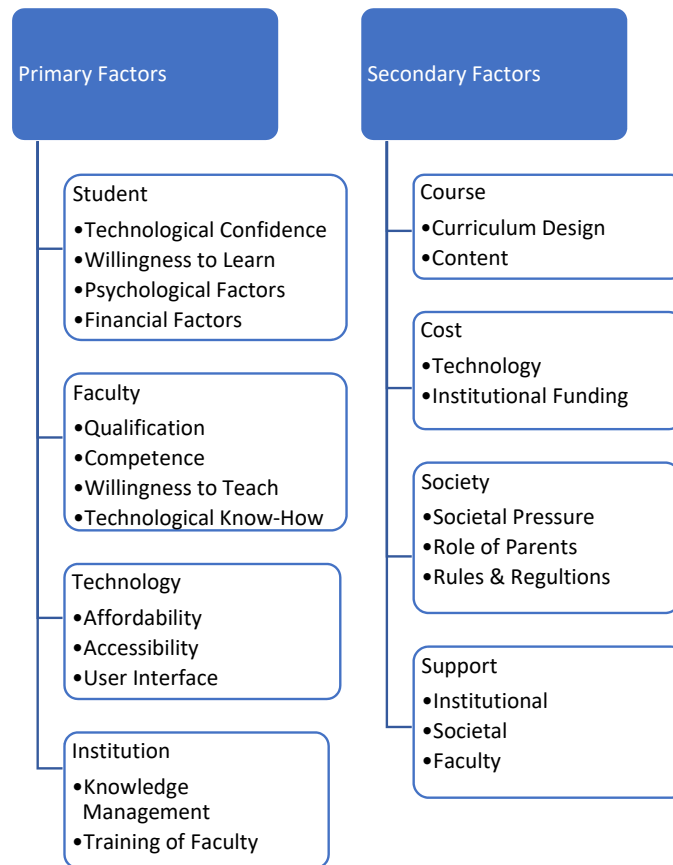 Primary Factors
Student
•Technological Confidence
•Willingness to Learn
•Psychological Factors
•Financial Factors
Faculty
•Qualification
•Competence
•Willingness to Teach
•Technological Know-How
Technology
•Affordability
•Accessibility
•User Interface
Institution
•Knowledge
Management
•Training of Faculty
Secondary Factors
Course
•Curriculum Design
•Content
Cost
•Technology
•Institutional Funding
Society
•Societal Pressure
•Role of Parents
•Rules & Regultions
Support
•Institutional
•Societal
•Faculty